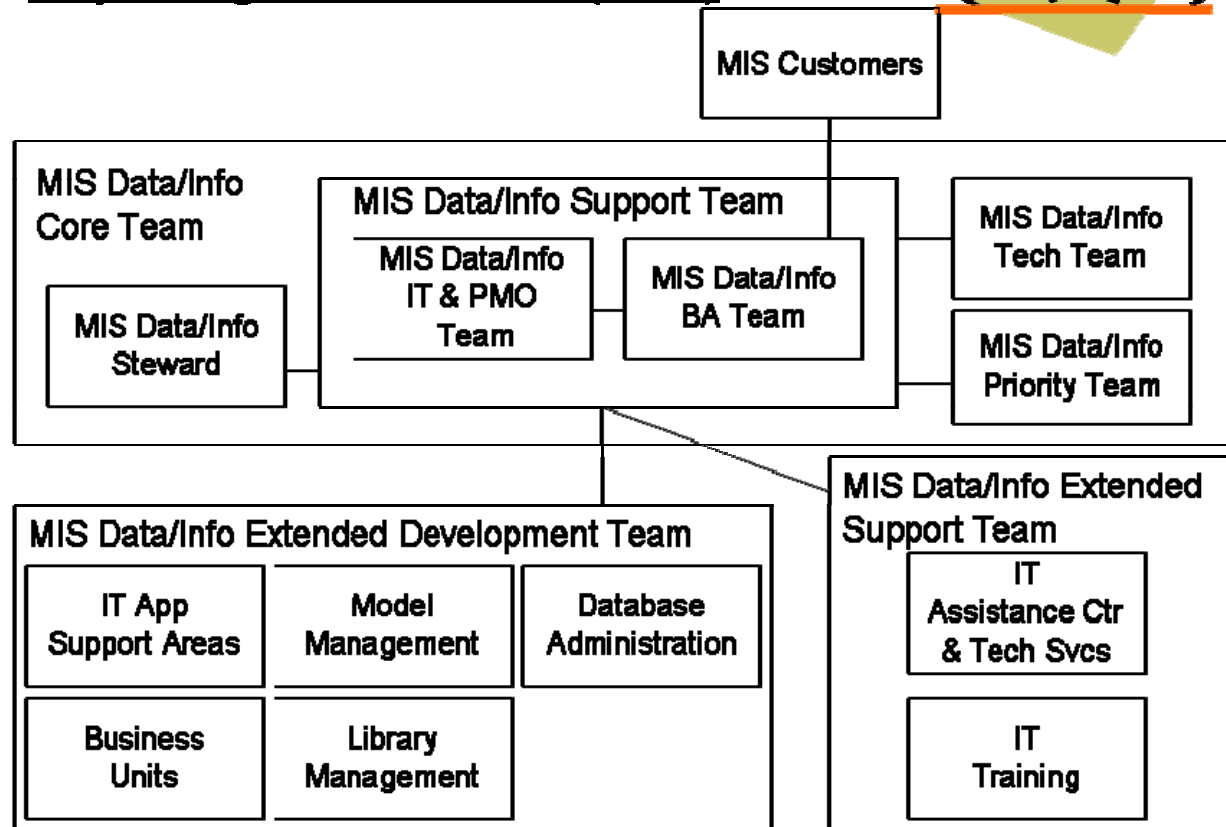 MIS Customers
MIS Data/Info
Core Team
MIS Data/Info Support Team
MIS Data/Info
IT & PMO
Team
MIS Data/Info
BA Team
MIS Data/Info
Steward
MIS Data/Info
Tech Team
MIS Data/Info
Priority Team
MIS Data/Info Extended Development Team
IT App
Support Areas
Model
Management
Database
Administration
Business
Units
Library
Management
MIS Data/Info Extended
Support Team
IT
Assistance Ctr
& Tech Svcs
IT
Training